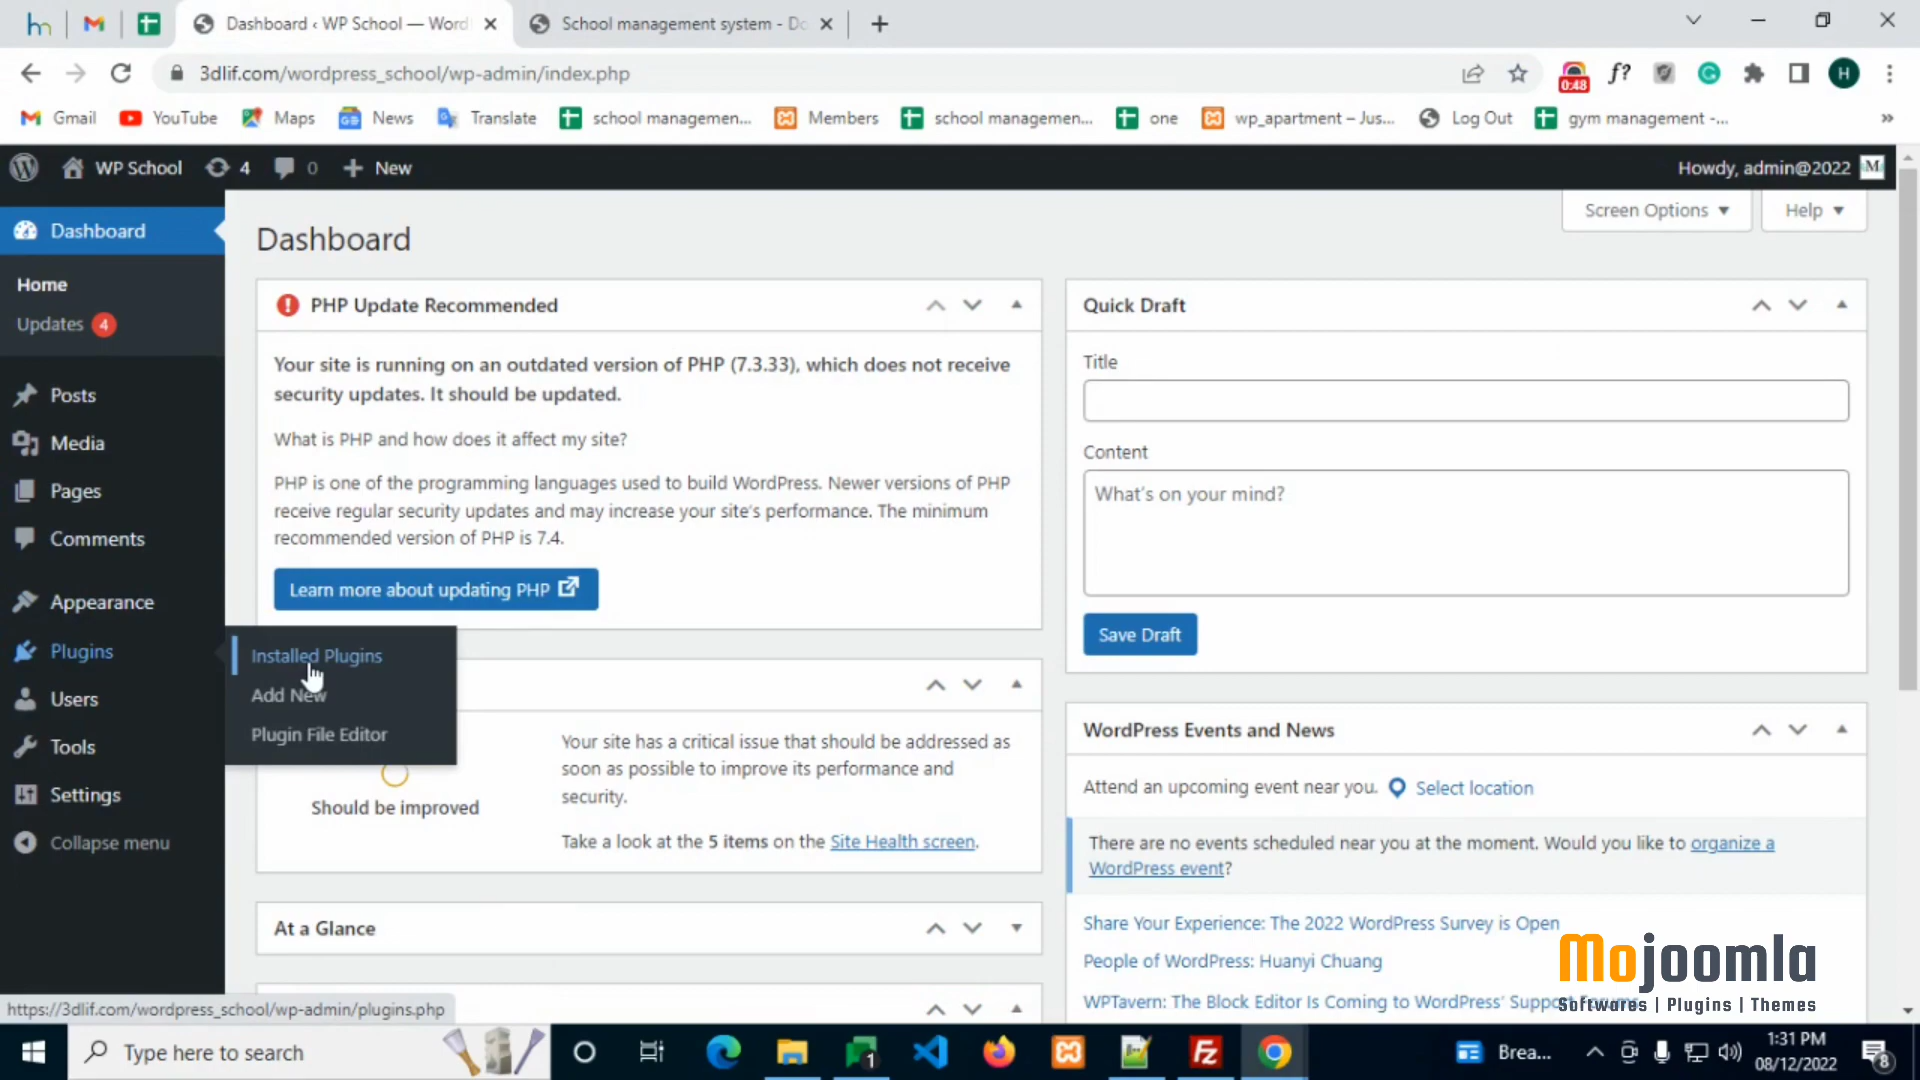 Dashboard ‹ WP School — Word
School management system - Do
3dlif.com/wordpress_school/wp-admin/index.php
0:48
f?
H
Gmail
YouTube
Maps
News
Translate
school managemen...
Members
school managemen...
one
wp_apartment – Jus...
Log Out
gym management -...
»
WP School
4
0
New
Howdy, admin@2022
M
Screen Options
Help
Dashboard
Home
Updates 4
Posts
Media
Pages
Comments
Appearance
Plugins
Users
Tools
Settings
Collapse menu
Installed Plugins
Add New
Plugin File Editor
Dashboard
PHP Update Recommended
Your site is running on an outdated version of PHP (7.3.33), which does not receive
security updates. It should be updated.
What is PHP and how does it affect my site?
PHP is one of the programming languages used to build WordPress. Newer versions of PHP
receive regular security updates and may increase your site's performance. The minimum
recommended version of PHP is 7.4.
Learn more about updating PHP
Should be improved
Your site has a critical issue that should be addressed as
soon as possible to improve its performance and
security.
Take a look at the 5 items on the Site Health screen.
At a Glance
Quick Draft
Title
Content
What's on your mind?
Save Draft
WordPress Events and News
Attend an upcoming event near you. Select location
There are no events scheduled near you at the moment. Would you like to organize a
WordPress event?
Share Your Experience: The 2022 WordPress Survey is Open
People of WordPress: Huanyi Chuang
WPTavern: The Block Editor Is Coming to WordPress' Support Forums
Mojoomla
Softwares | Plugins | Themes
https://3dlif.com/wordpress_school/wp-admin/plugins.php
Type here to search
1
Brea...
1:31 PM
08/12/2022
8